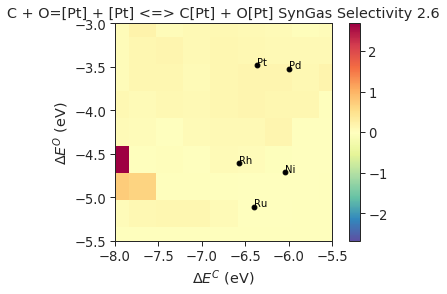 C + O=[Pt] + [Pt] <=> C[Pt] + O[Pt] SynGas Selectivity 2.6
−3.0
−3.5
−4.0
−4.5
−5.0
−5.5
ΔE^O (eV)
Pt
Pd
Rh
Ni
Ru
−8.0 −7.5 −7.0 −6.5 −6.0 −5.5
ΔE^C (eV)
2
1
0
−1
−2